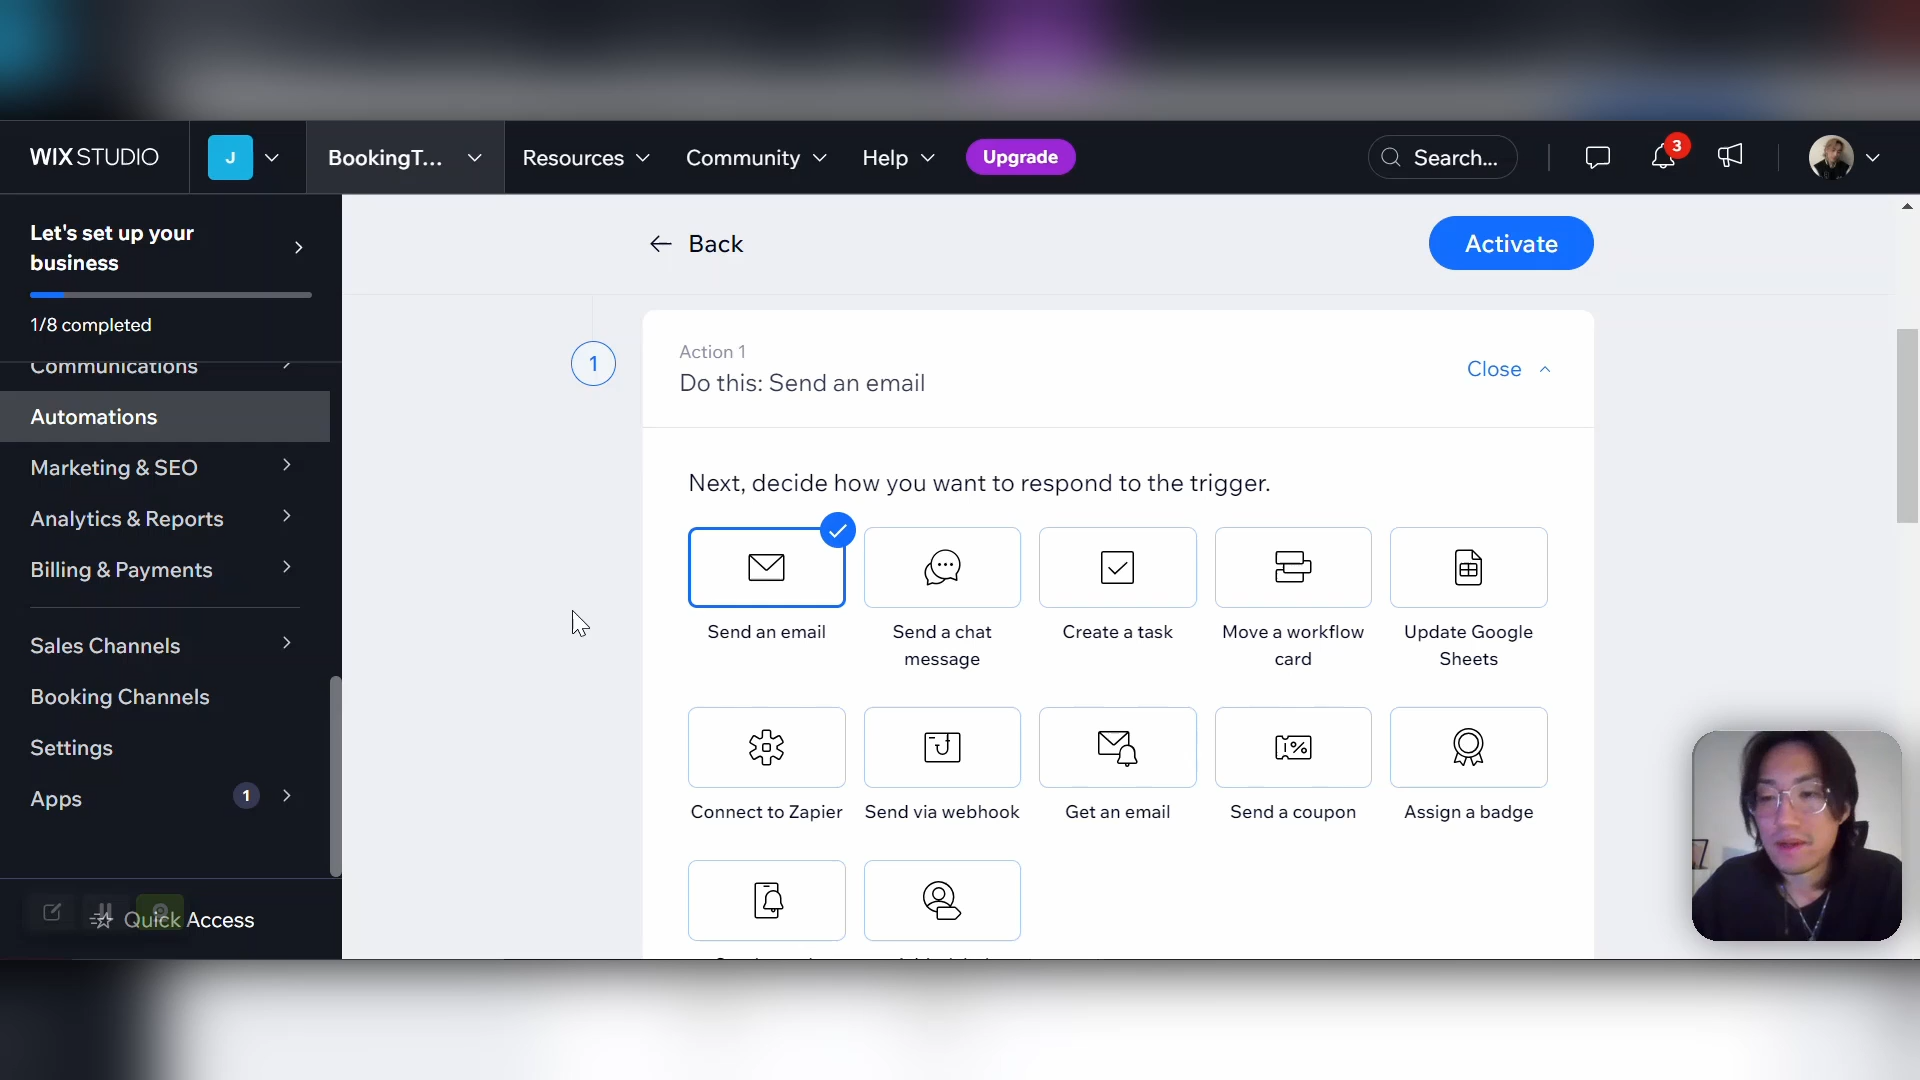 WIX STUDIO
J
BookingT...
Resources
Community
Help
Upgrade
Search...
3
Let's set up your
business
1/8 completed
Communications
Automations
Marketing & SEO
Analytics & Reports
Billing & Payments
Sales Channels
Booking Channels
Settings
Apps
1
Quick Access
Back
Activate
1
Action 1
Do this: Send an email
Close
Next, decide how you want to respond to the trigger.
Send an email
Send a chat
message
Create a task
Move a workflow
card
Update Google
Sheets
Connect to Zapier
Send via webhook
Get an email
Send a coupon
Assign a badge